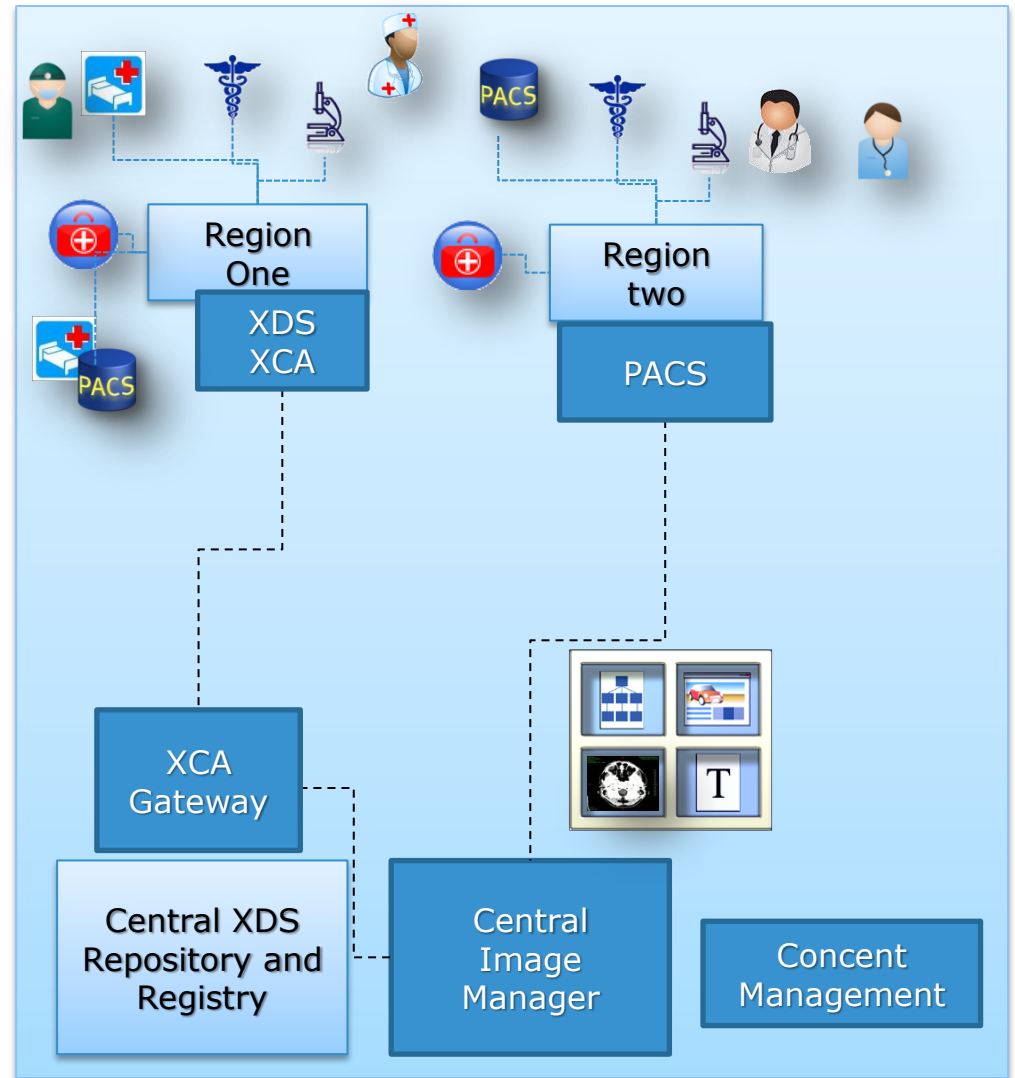 PACS
Region
One
Region
two
XDS
XCA
PACS
PACS
XCA
Gateway
T
Central XDS
Repository and
Registry
Central
Image
Manager
Concent
Management